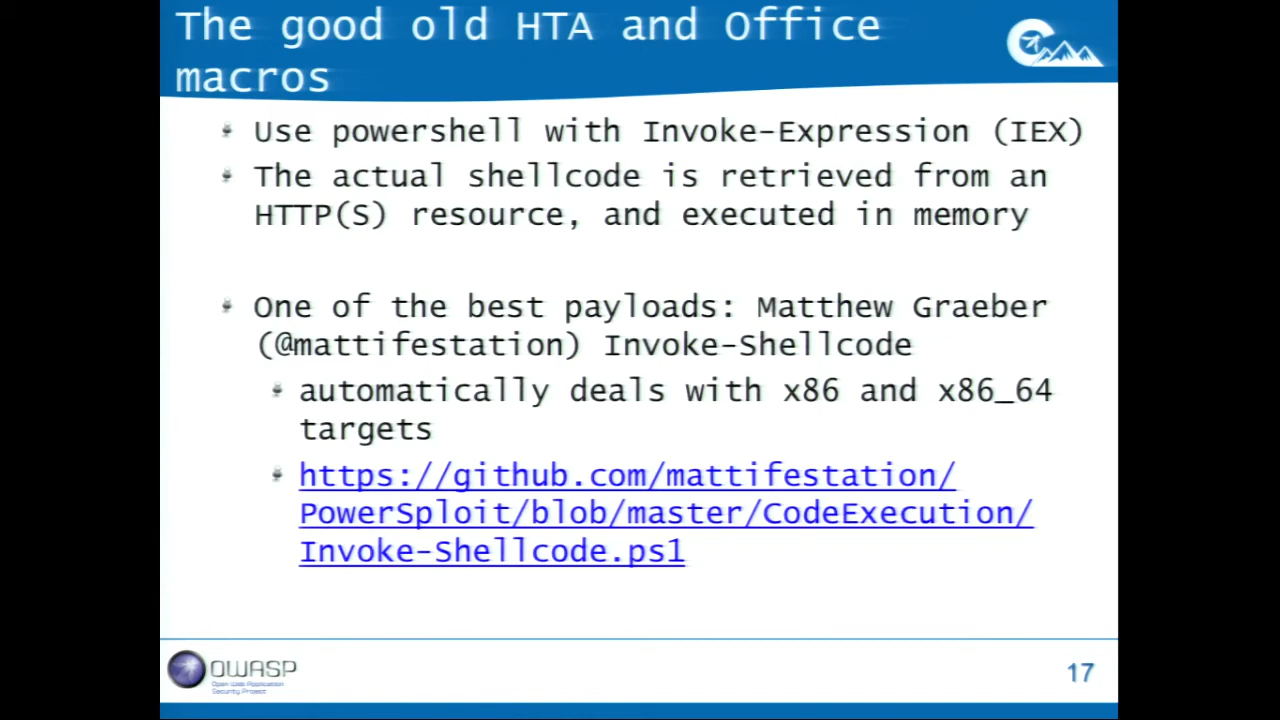 The good old HTA and Office
macros
Use powershell with Invoke-Expression (IEX)
The actual shellcode is retrieved from an
HTTP(S) resource, and executed in memory
One of the best payloads: Matthew Graeber
(@mattifestation) Invoke-Shellcode
automatically deals with x86 and x86_64
targets
https://github.com/mattifestation/
PowerSploit/blob/master/CodeExecution/
Invoke-Shellcode.ps1
OWASP
Open Web Application
Security Project
17